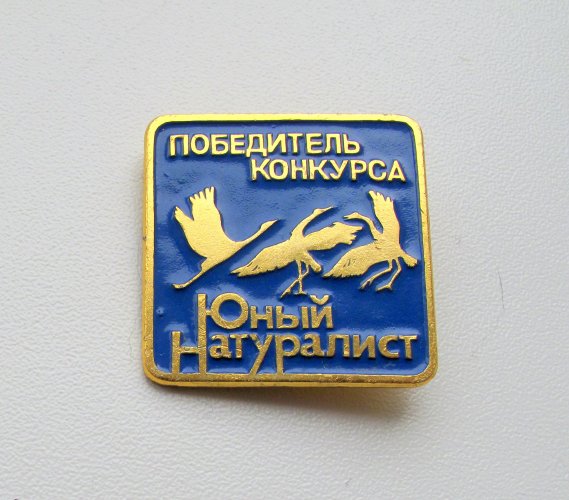 ПОБЕДИТЕЛЬ
КОНКУРСА
Юный
Натуралист